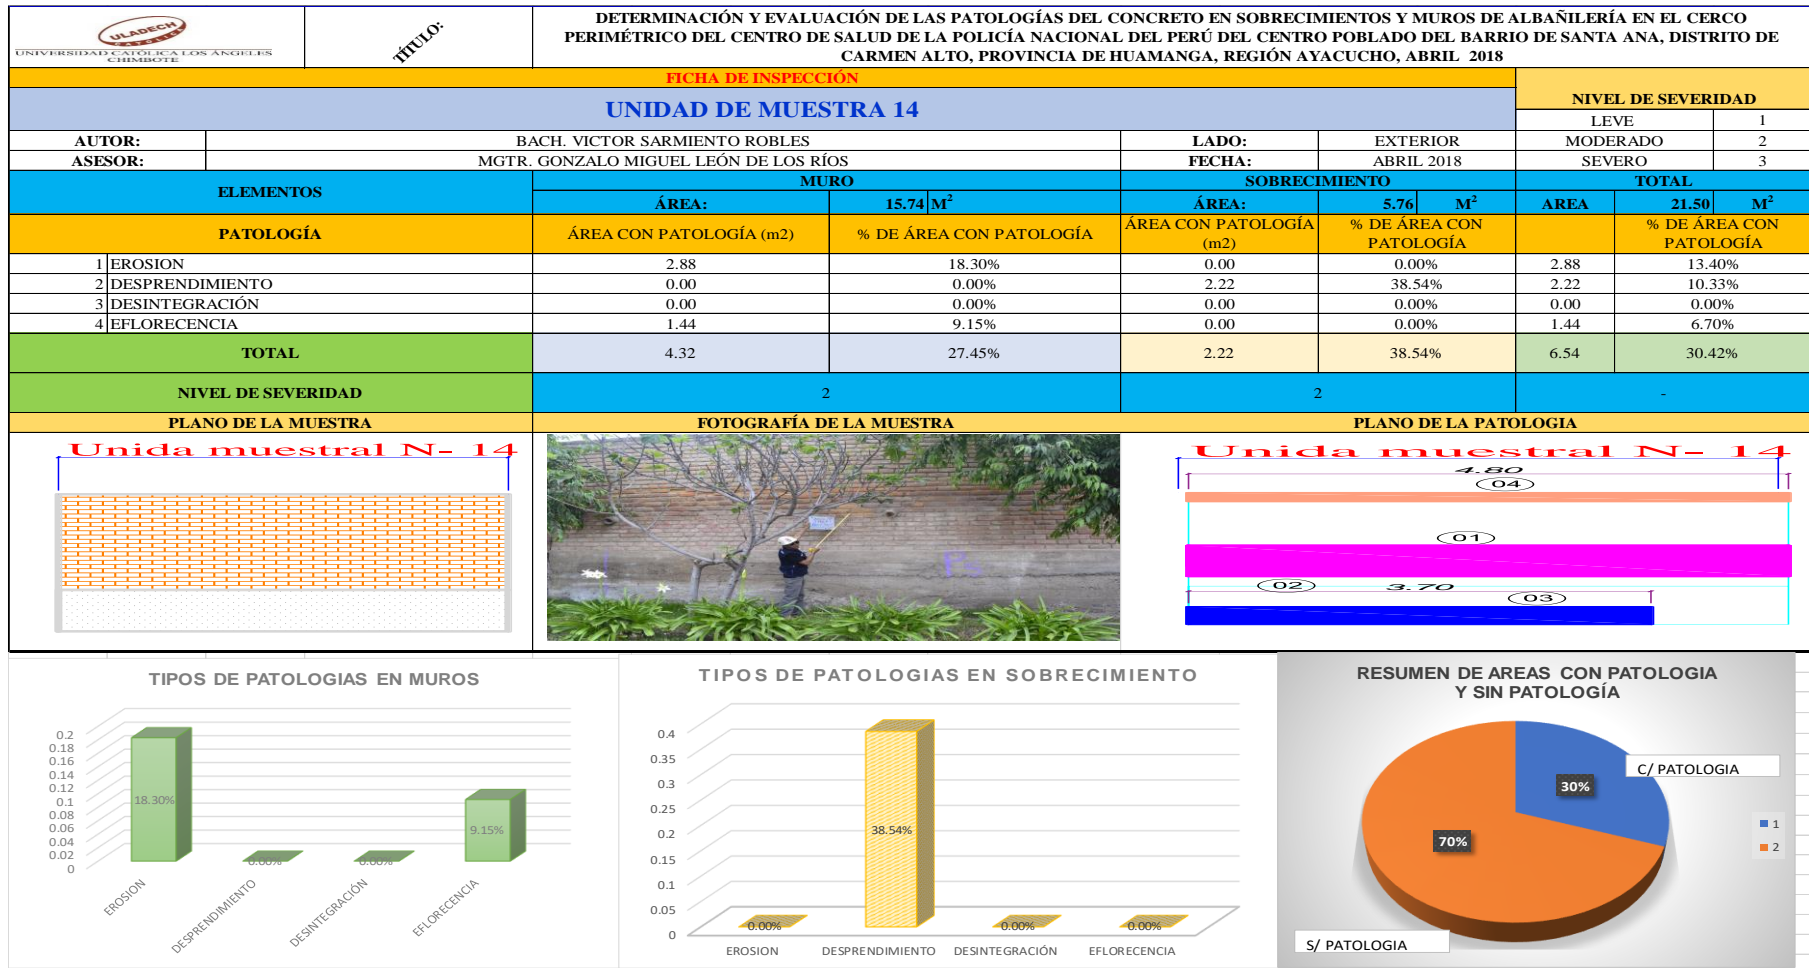 ULADECH
CATOLICA
UNIVERSIDAD CATÓLICA LOS ÁNGELES
CHIMBOTE
TÍTULO:
DETERMINACIÓN Y EVALUACIÓN DE LAS PATOLOGÍAS DEL CONCRETO EN SOBRECIMIENTOS Y MUROS DE ALBAÑILERÍA EN EL CERCO
PERIMÉTRICO DEL CENTRO DE SALUD DE LA POLICÍA NACIONAL DEL PERÚ DEL CENTRO POBLADO DEL BARRIO DE SANTA ANA, DISTRITO DE
CARMEN ALTO, PROVINCIA DE HUAMANGA, REGIÓN AYACUCHO, ABRIL 2018
FICHA DE INSPECCIÓN
UNIDAD DE MUESTRA 14
NIVEL DE SEVERIDAD
LEVE 1
AUTOR: BACH. VICTOR SARMIENTO ROBLES LADO: EXTERIOR MODERADO 2
ASESOR: MGTR. GONZALO MIGUEL LEÓN DE LOS RÍOS FECHA: ABRIL 2018 SEVERO 3
ELEMENTOS MURO SOBRECIMIENTO TOTAL
ÁREA: 15.74 M² ÁREA: 5.76 M² AREA 21.50 M²
PATOLOGÍA ÁREA CON PATOLOGÍA (m2) % DE ÁREA CON PATOLOGÍA ÁREA CON PATOLOGÍA (m2) % DE ÁREA CON PATOLOGÍA % DE ÁREA CON PATOLOGÍA
1 EROSION 2.88 18.30% 0.00 0.00% 2.88 13.40%
2 DESPRENDIMIENTO 0.00 0.00% 2.22 38.54% 2.22 10.33%
3 DESINTEGRACIÓN 0.00 0.00% 0.00 0.00% 0.00 0.00%
4 EFLORECENCIA 1.44 9.15% 0.00 0.00% 1.44 6.70%
TOTAL 4.32 27.45% 2.22 38.54% 6.54 30.42%
NIVEL DE SEVERIDAD 2 2 -
PLANO DE LA MUESTRA FOTOGRAFÍA DE LA MUESTRA PLANO DE LA PATOLOGIA
Unida muestral N- 14
Unida muestral N- 14
4.80
04
01
02 3.70 03
TIPOS DE PATOLOGIAS EN MUROS
0.2
0.18
0.16
0.14
0.12
0.1
0.08
0.06
0.04
0.02
0
18.30%
0.00%
0.00%
9.15%
EROSION DESPRENDIMIENTO DESINTEGRACIÓN EFLORECENCIA
TIPOS DE PATOLOGIAS EN SOBRECIMIENTO
0.4
0.35
0.3
0.25
0.2
0.15
0.1
0.05
0
0.00%
38.54%
0.00%
0.00%
EROSION DESPRENDIMIENTO DESINTEGRACIÓN EFLORECENCIA
RESUMEN DE AREAS CON PATOLOGIA
Y SIN PATOLOGÍA
C/ PATOLOGIA
30%
70%
1
2
S/ PATOLOGIA